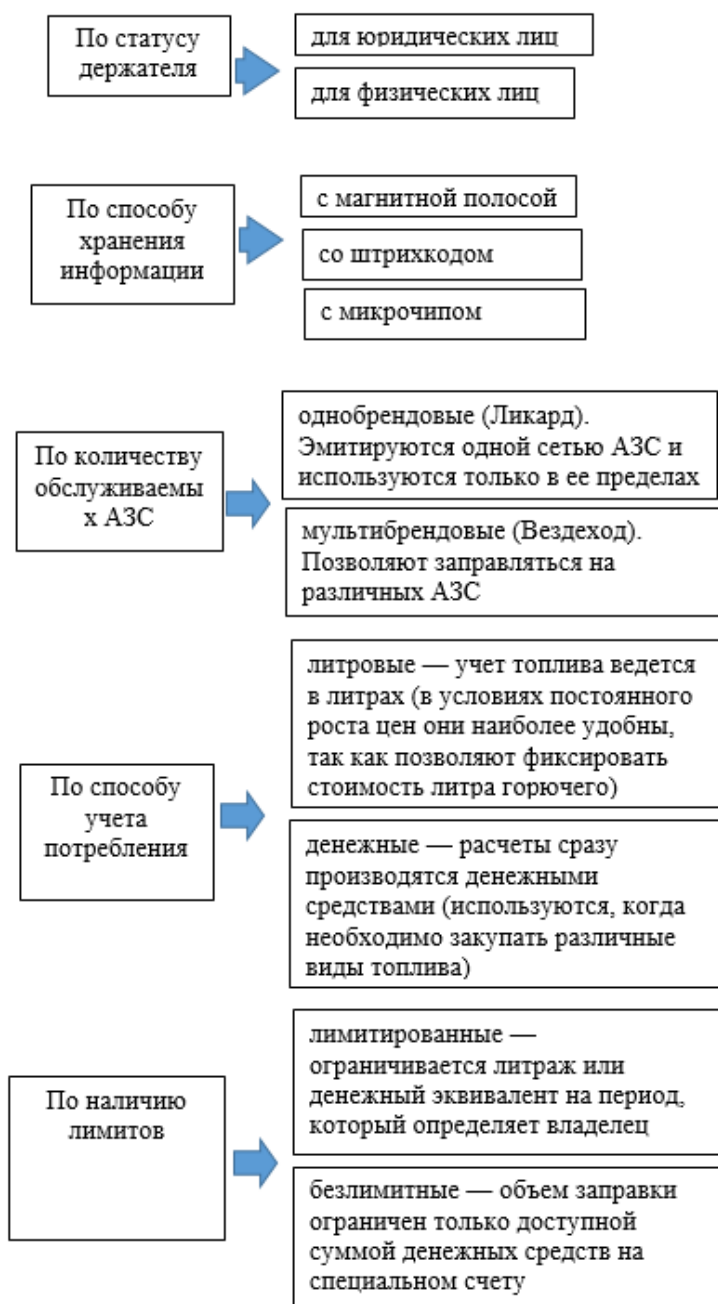 По статусу
держателя
для юридических лиц
для физических лиц
По способу
хранения
информации
с магнитной полосой
со штрихкодом
с микрочипом
По количеству
обслуживаемы
х АЗС
однобрендовые (Ликард).
Эмитируются одной сетью АЗС и
используются только в ее пределах
мультибрендовые (Вездеход).
Позволяют заправляться на
различных АЗС
По способу
учета
потребления
литровые — учет топлива ведется
в литрах (в условиях постоянного
роста цен они наиболее удобны,
так как позволяют фиксировать
стоимость литра горючего)
денежные — расчеты сразу
производятся денежными
средствами (используются, когда
необходимо закупать различные
виды топлива)
По наличию
лимитов
лимитированные —
ограничивается литраж или
денежный эквивалент на период,
который определяет владелец
безлимитные — объем заправки
ограничен только доступной
суммой денежных средств на
специальном счету